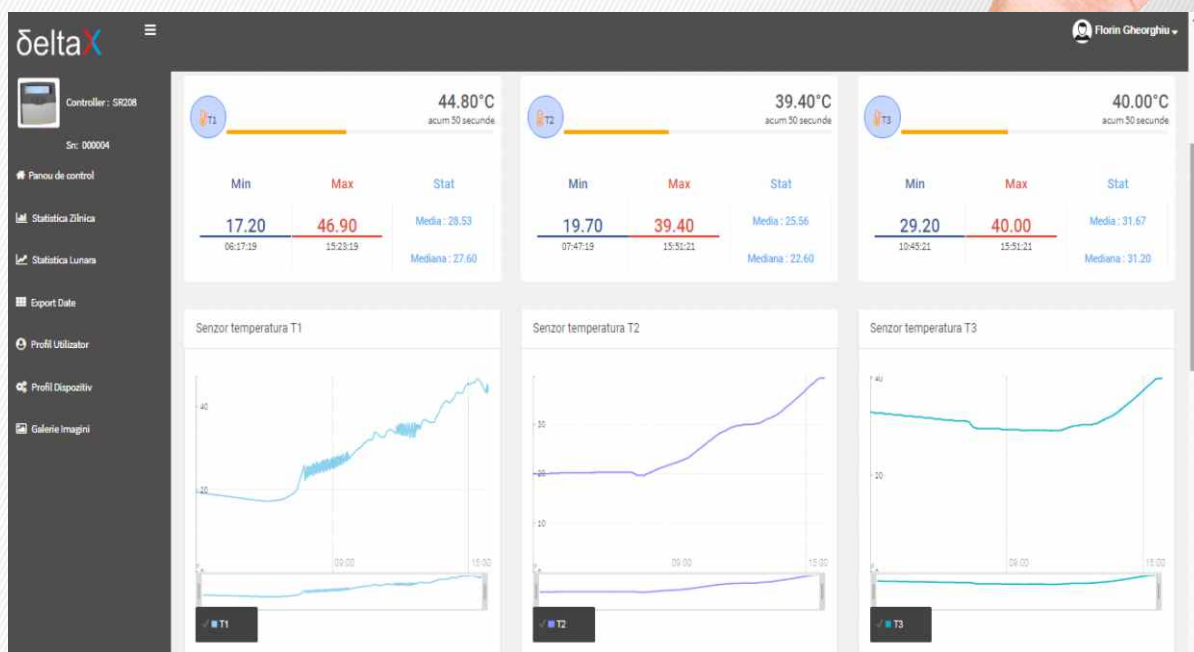 δeltaX
Florin Gheorghiu
Controller : SR208
Sn: 000004
Panou de control
Statistica Zilnica
Statistica Lunara
Export Date
Profil Utilizator
Profil Dispozitiv
Galerie Imagini
T1
44.80°C
acum 50 secunde
Min Max Stat
17.20 46.90 Media : 28.53
06:17:19 15:23:19
Mediana : 27.60
T2
39.40°C
acum 50 secunde
Min Max Stat
19.70 39.40 Media : 25.56
07:47:19 15:51:21
Mediana : 22.60
T3
40.00°C
acum 50 secunde
Min Max Stat
29.20 40.00 Media : 31.67
10:45:21 15:51:21
Mediana : 31.20
Senzor temperatura T1
40
20
09:00 15:00
T1
Senzor temperatura T2
30
20
10
09:00 15:00
T2
Senzor temperatura T3
40
20
09:00 15:00
T3